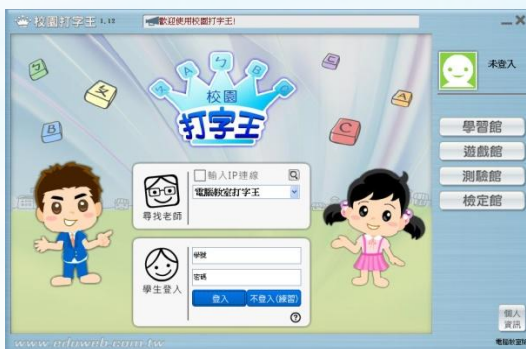 校園打字王 1.12
歡迎使用校園打字王!
未登入
ㄅ
ㄆ
A
ㄅ
B
C
校園
打字王
B
C
A
學習館
遊戲館
測驗館
檢定館
輸入IP連線
電腦教室打字王
尋找老師
學號
密碼
學生登入
登入
不登入(練習)
個人
資訊
www.eduweb.com.tw